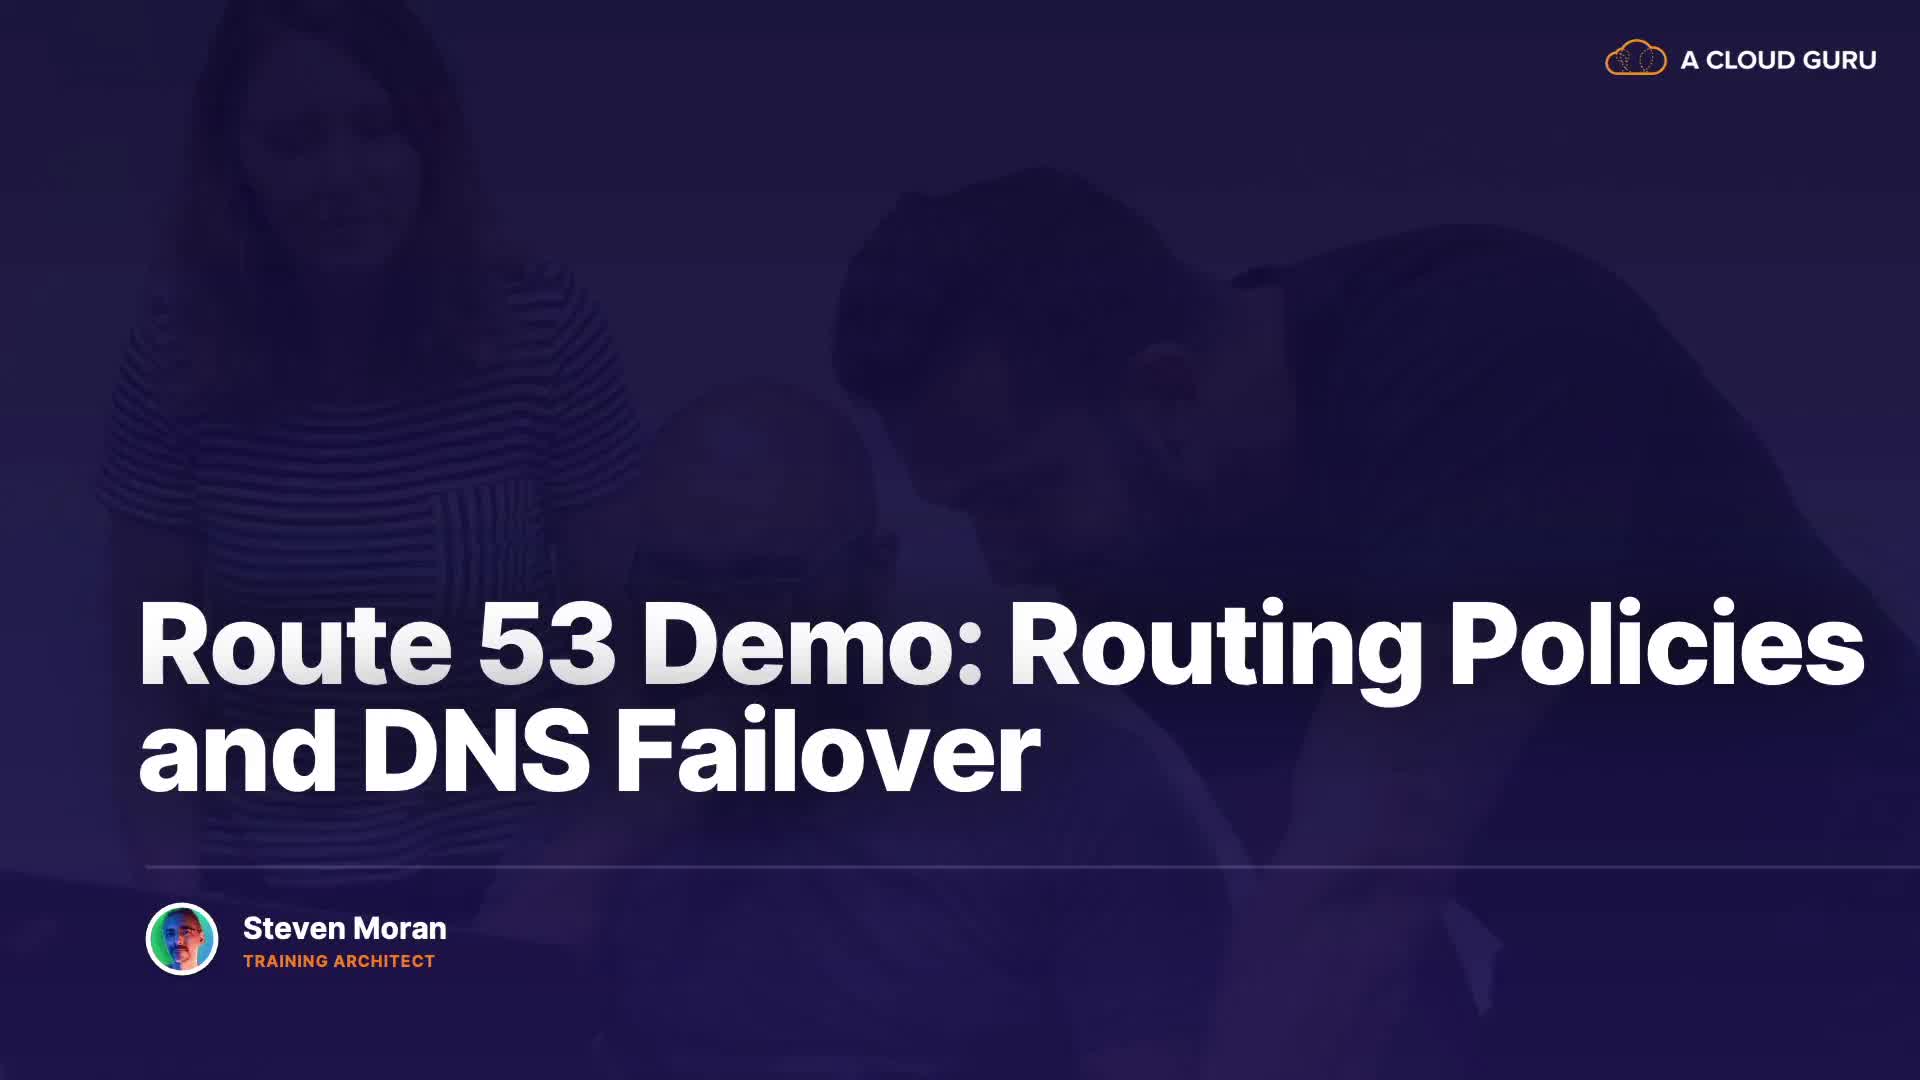 A CLOUD GURU
Route 53 Demo: Routing Policies
and DNS Failover
Steven Moran
TRAINING ARCHITECT